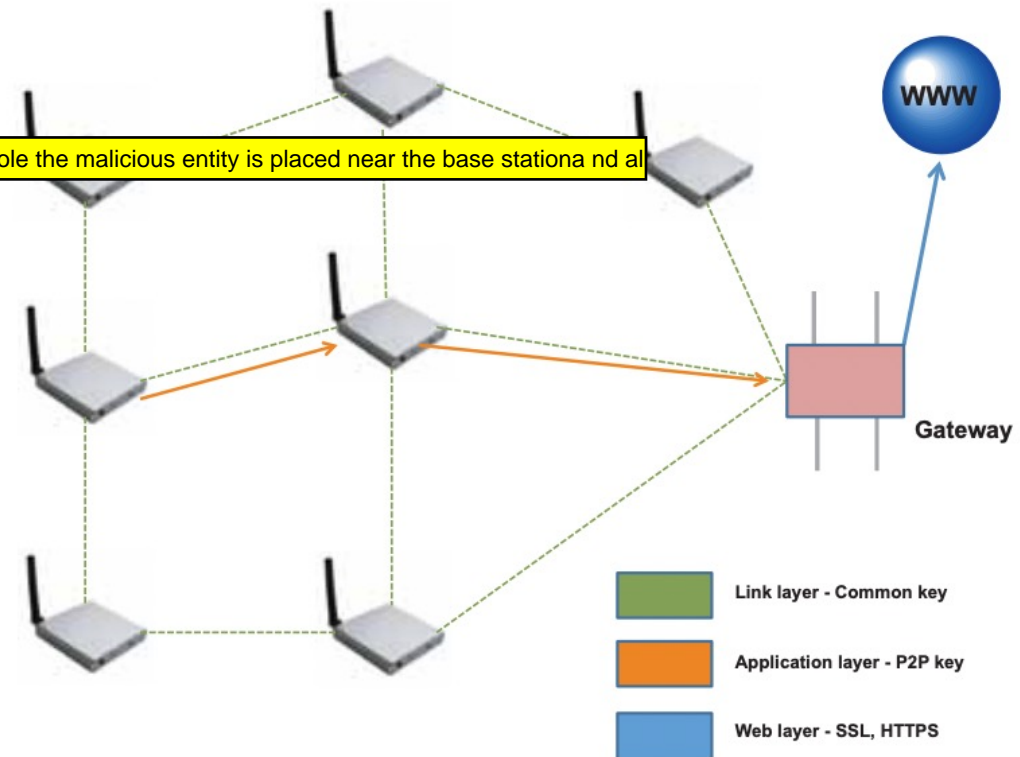 WWW
ole the malicious entity is placed near the base stationa nd al
Gateway
Link layer - Common key
Application layer - P2P key
Web layer - SSL, HTTPS